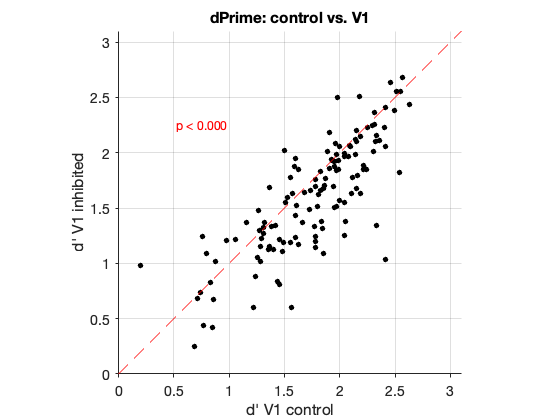 dPrime: control vs. V1
3
2.5
p < 0.000
2
d' V1 inhibited
1.5
1
0.5
0
0 0.5 1 1.5 2 2.5 3
d' V1 control